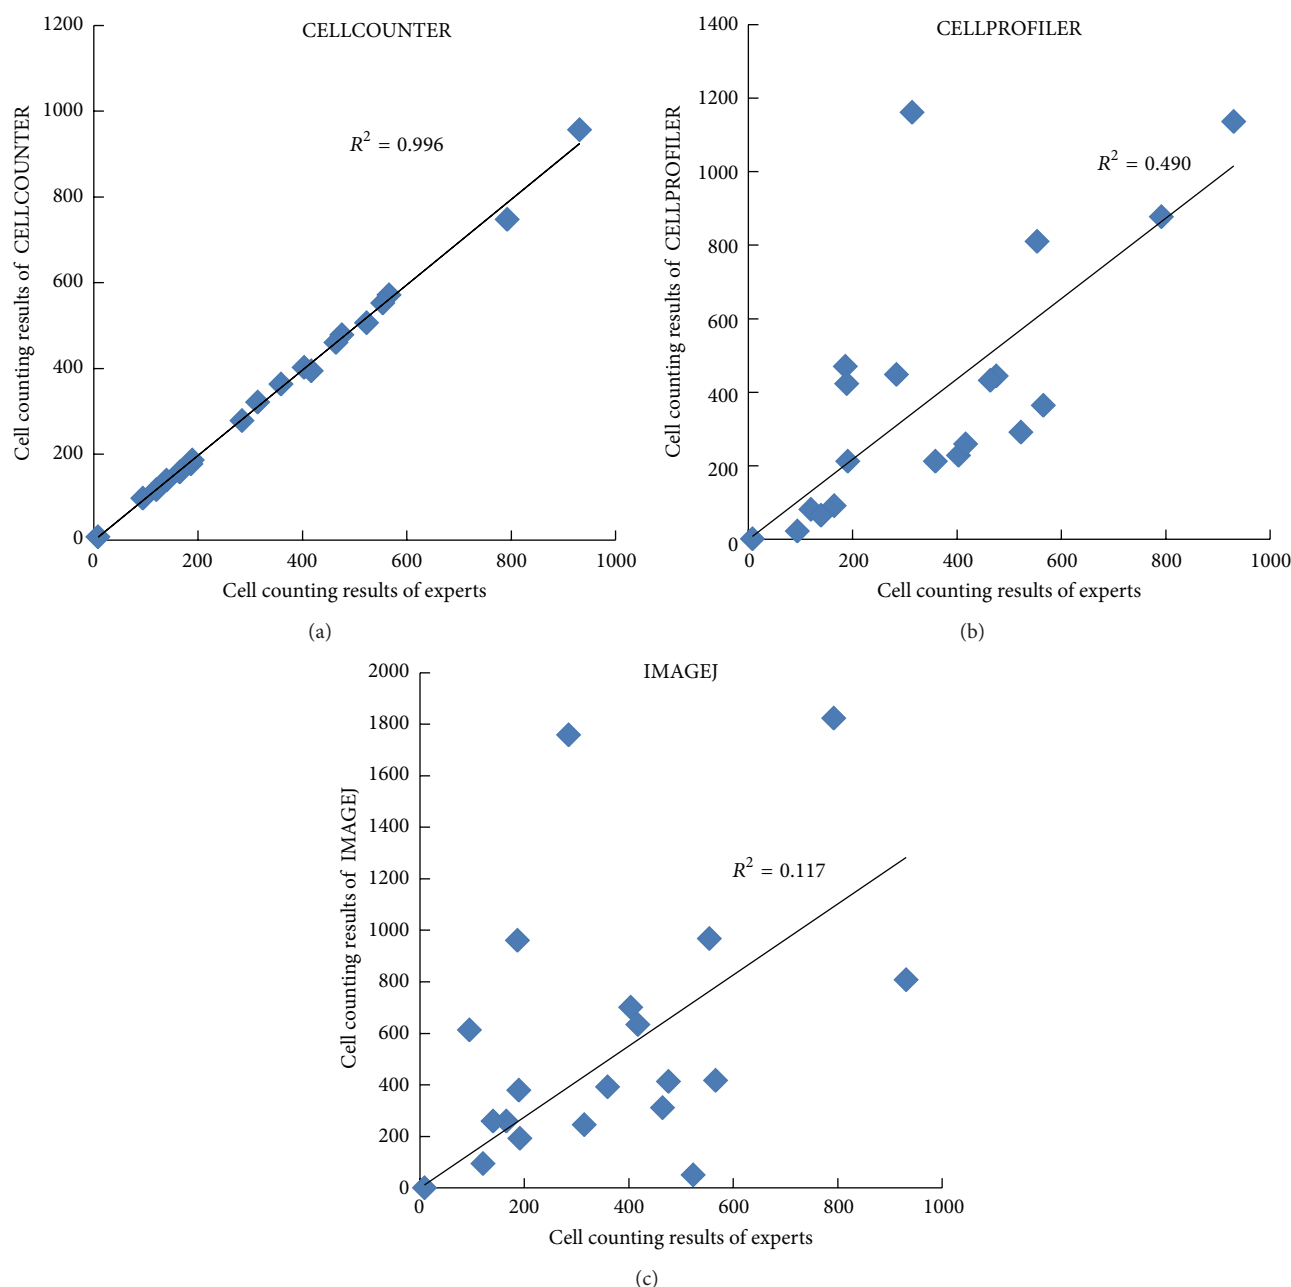 CELLCOUNTER
1200
1000
800
600
400
200
0
R² = 0.996
Cell counting results of CELLCOUNTER
0 200 400 600 800 1000
Cell counting results of experts
(a)
CELLPROFILER
1400
1200
1000
800
600
400
200
0
R² = 0.490
Cell counting results of CELLPROFILER
0 200 400 600 800 1000
Cell counting results of experts
(b)
IMAGEJ
2000
1800
1600
1400
1200
1000
800
600
400
200
0
R² = 0.117
Cell counting results of IMAGEJ
0 200 400 600 800 1000
Cell counting results of experts
(c)